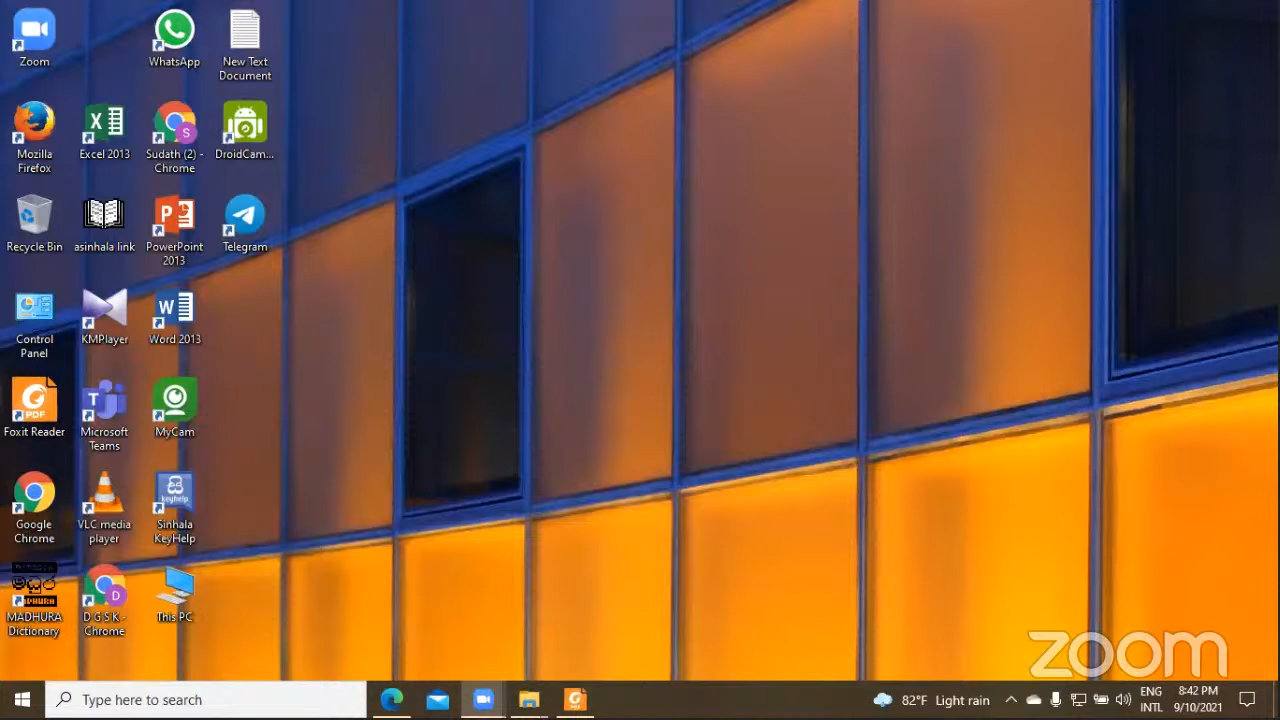 Zoom
WhatsApp
New Text
Document
Mozilla
Firefox
Excel 2013
Sudath (2) -
Chrome
DroidCam...
Recycle Bin
asinhala link
PowerPoint
2013
Telegram
Control
Panel
KMPlayer
Word 2013
PDF
Foxit Reader
Microsoft
Teams
MyCam
Google
Chrome
VLC media
player
keyhelp
Sinhala
KeyHelp
MADHURA
Dictionary
D G S K -
Chrome
This PC
zoom
Type here to search
82°F Light rain
ENG
INTL
8:42 PM
9/10/2021